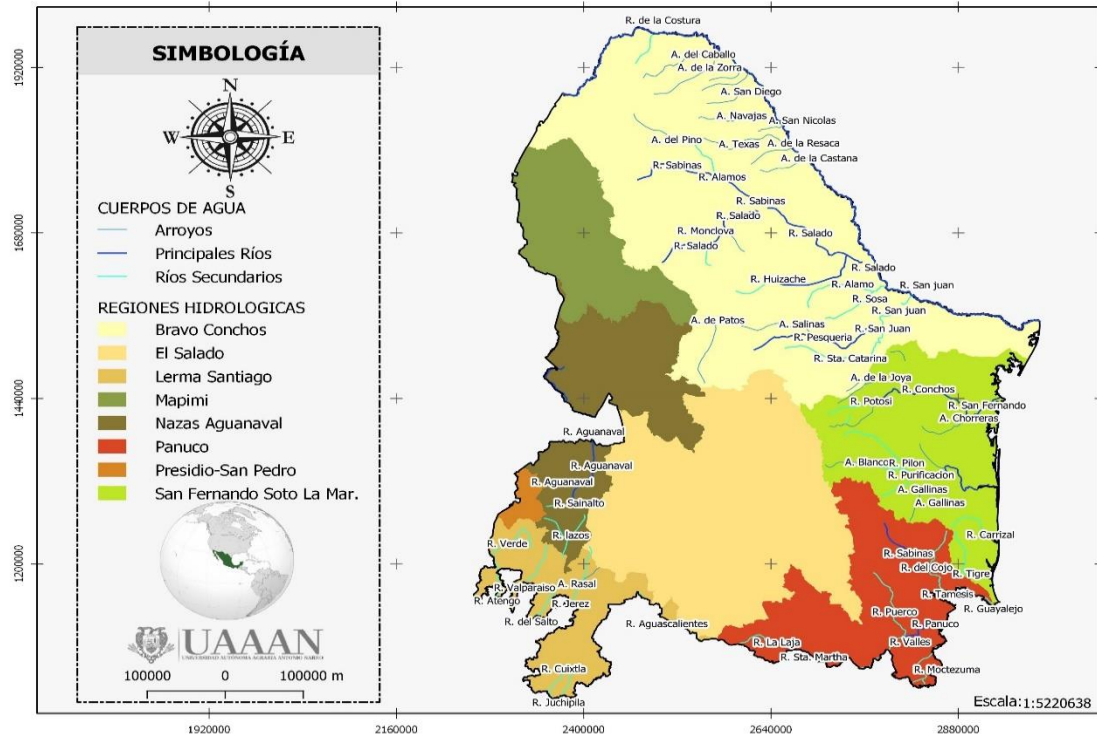 SIMBOLOGÍA
N
W E
S
CUERPOS DE AGUA
Arroyos
Principales Ríos
Ríos Secundarios
REGIONES HIDROLOGICAS
Bravo Conchos
El Salado
Lerma Santiago
Mapimi
Nazas Aguanaval
Panuco
Presidio-San Pedro
San Fernando Soto La Mar.
UAAAN
UNIVERSIDAD AUTONOMA AGRARIA ANTONIO NARRO
100000 0 100000 m
R. de la Costura
A. del Caballo
A. de la Zorra
A. San Diego
A. Navajas
A. San Nicolas
A. del Pino
A. Texas
A. de la Resaca
A. de la Castana
R. Sabinas
R. Alamos
R. Sabinas
R. Salado
R. Monclova
R. Salado
R. Salado
R. Salado
R. Huizache
R. Alamo
R. San juan
R. Sosa
R. San juan
A. de Patos
A. Salinas
R. San Juan
R. Pesqueria
R. Sta. Catarina
A. de la Joya
R. Conchos
R. Potosi
R. San Fernando
A. Chorreras
R. Aguanaval
R. Aguanaval
R. Aguanaval
A. Blanco
R. Pilon
R. Purificacion
A. Gallinas
A. Gallinas
R. Sainalto
R. lazos
R. Carrizal
R. Verde
R. Sabinas
R. del Cojo
R. Tigre
A. Rasal
R. Valparaiso
R. Tamesis
R. Atengo
R. Jerez
R. Guayalejo
R. del Salto
R. Aguascalientes
R. Puerco
R. Panuco
R. La Laja
R. Valles
R. Sta. Martha
R. Cuixtla
R. Moctezuma
R. Juchipila
Escala:1:5220638
1920000
1680000
1440000
1200000
1920000 2160000 2400000 2640000 2880000